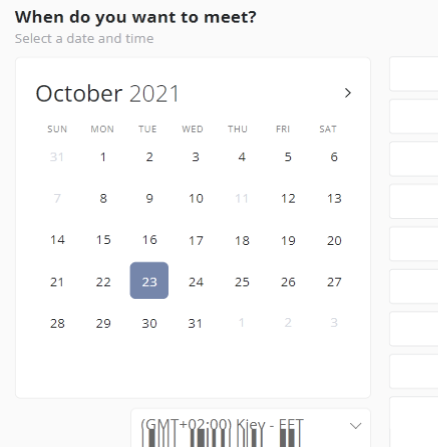 When do you want to meet?
Select a date and time
October 2021
SUN MON TUE WED THU FRI SAT
31 1 2 3 4 5 6
7 8 9 10 11 12 13
14 15 16 17 18 19 20
21 22 23 24 25 26 27
28 29 30 31 1 2 3
(GMT+02:00) Kiev - EET